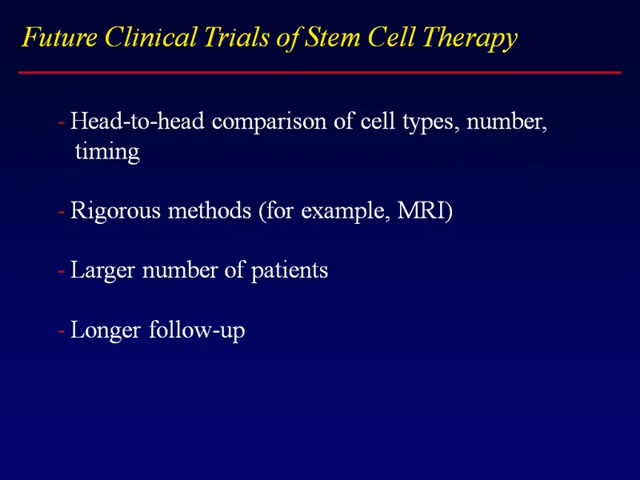 Future Clinical Trials of Stem Cell Therapy
- Head-to-head comparison of cell types, number,
timing
- Rigorous methods (for example, MRI)
- Larger number of patients
- Longer follow-up